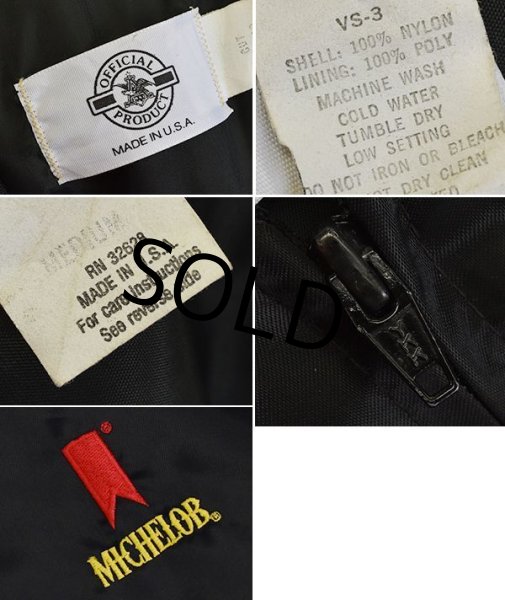 OFFICIAL
PRODUCT
MADE IN U.S.A.
VS-3
SHELL: 100% NYLON
LINING: 100% POLY
MACHINE WASH
COLD WATER
TUMBLE DRY
LOW SETTING
DO NOT IRON OR BLEACH
DRY CLEAN
MEDIUM
RN 32628
MADE IN U.S.A.
For care instructions
See reverse side
SOLD
YKK
®
MICHELOB®